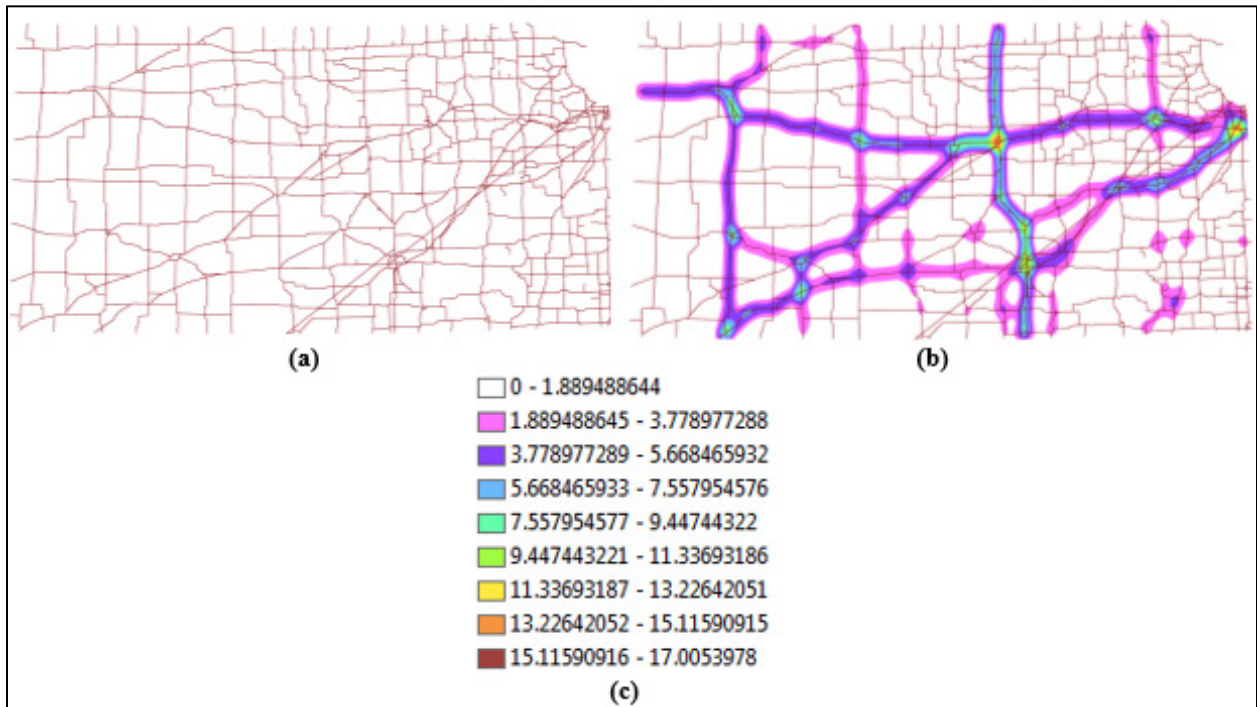 (a)
(b)
0 - 1.889488644
1.889488645 - 3.778977288
3.778977289 - 5.668465932
5.668465933 - 7.557954576
7.557954577 - 9.44744322
9.447443221 - 11.33693186
11.33693187 - 13.22642051
13.22642052 - 15.11590915
15.11590916 - 17.0053978
(c)